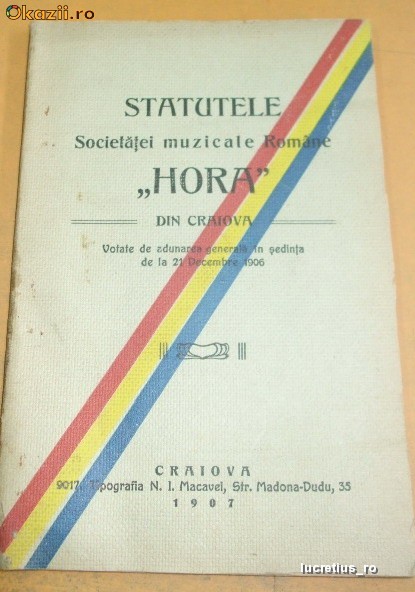 Okazii.ro
STATUTELE
Societăţei muzicale Române
„HORA”
DIN CRAIOVA
Votate de adunarea generală în şedinţa
de la 21 Decembre 1906
CRAIOVA
9017. Tipografia N. I. Macavei, Str. Madona-Dudu, 35
1907
lucretius_ro